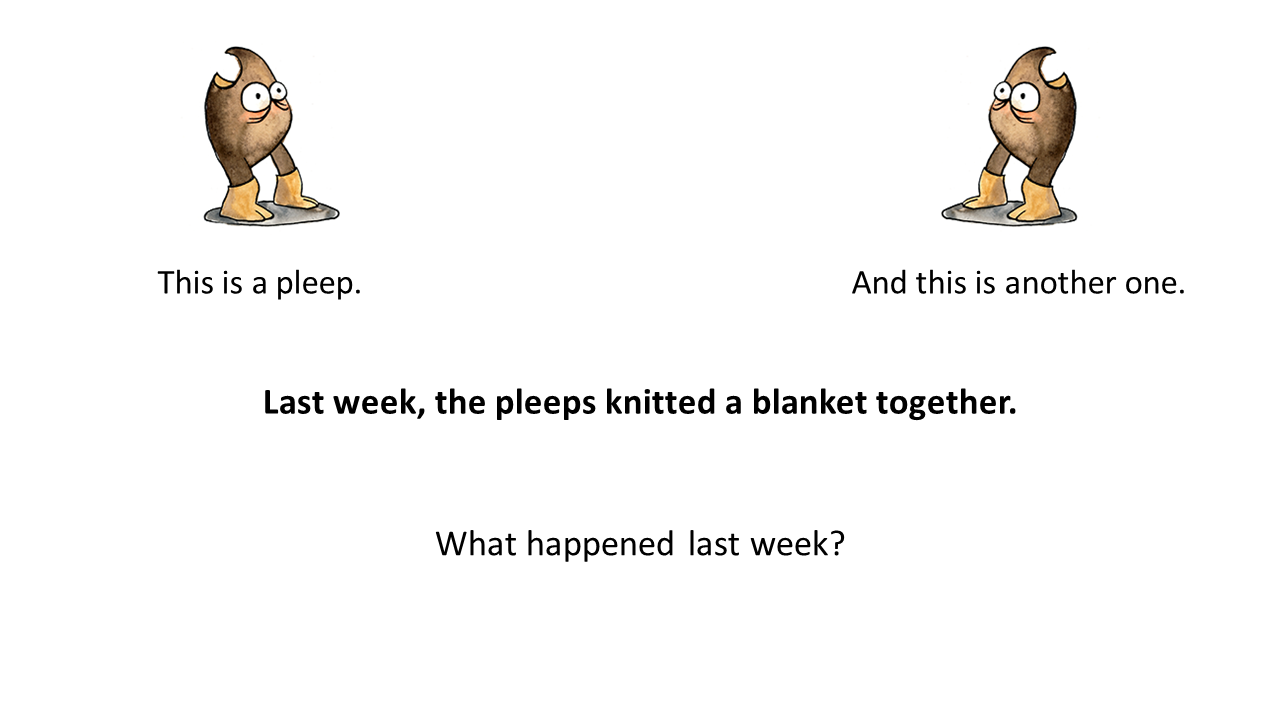 This is a pleep.
And this is another one.
Last week, the pleeps knitted a blanket together.
What happened last week?